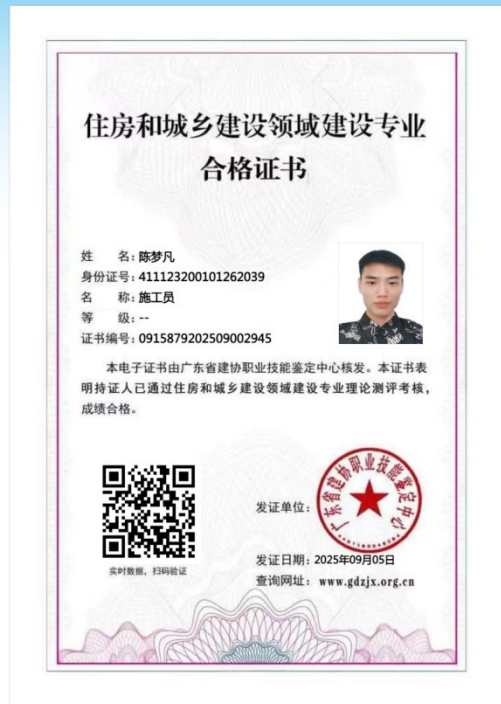 住房和城乡建设领域建设专业
合格证书
姓 名：陈梦凡
身份证号：411123200101262039
名 称：施工员
等 级：--
证书编号：0915879202509002945
本电子证书由广东省建协职业技能鉴定中心核发。本证书表
明持证人已通过住房和城乡建设领域建设专业理论测评考核，
成绩合格。
实时数据，扫码验证
发证单位：
广东省建协职业技能鉴定中心
发证日期：2025年09月05日
查询网址：www.gdzjx.org.cn